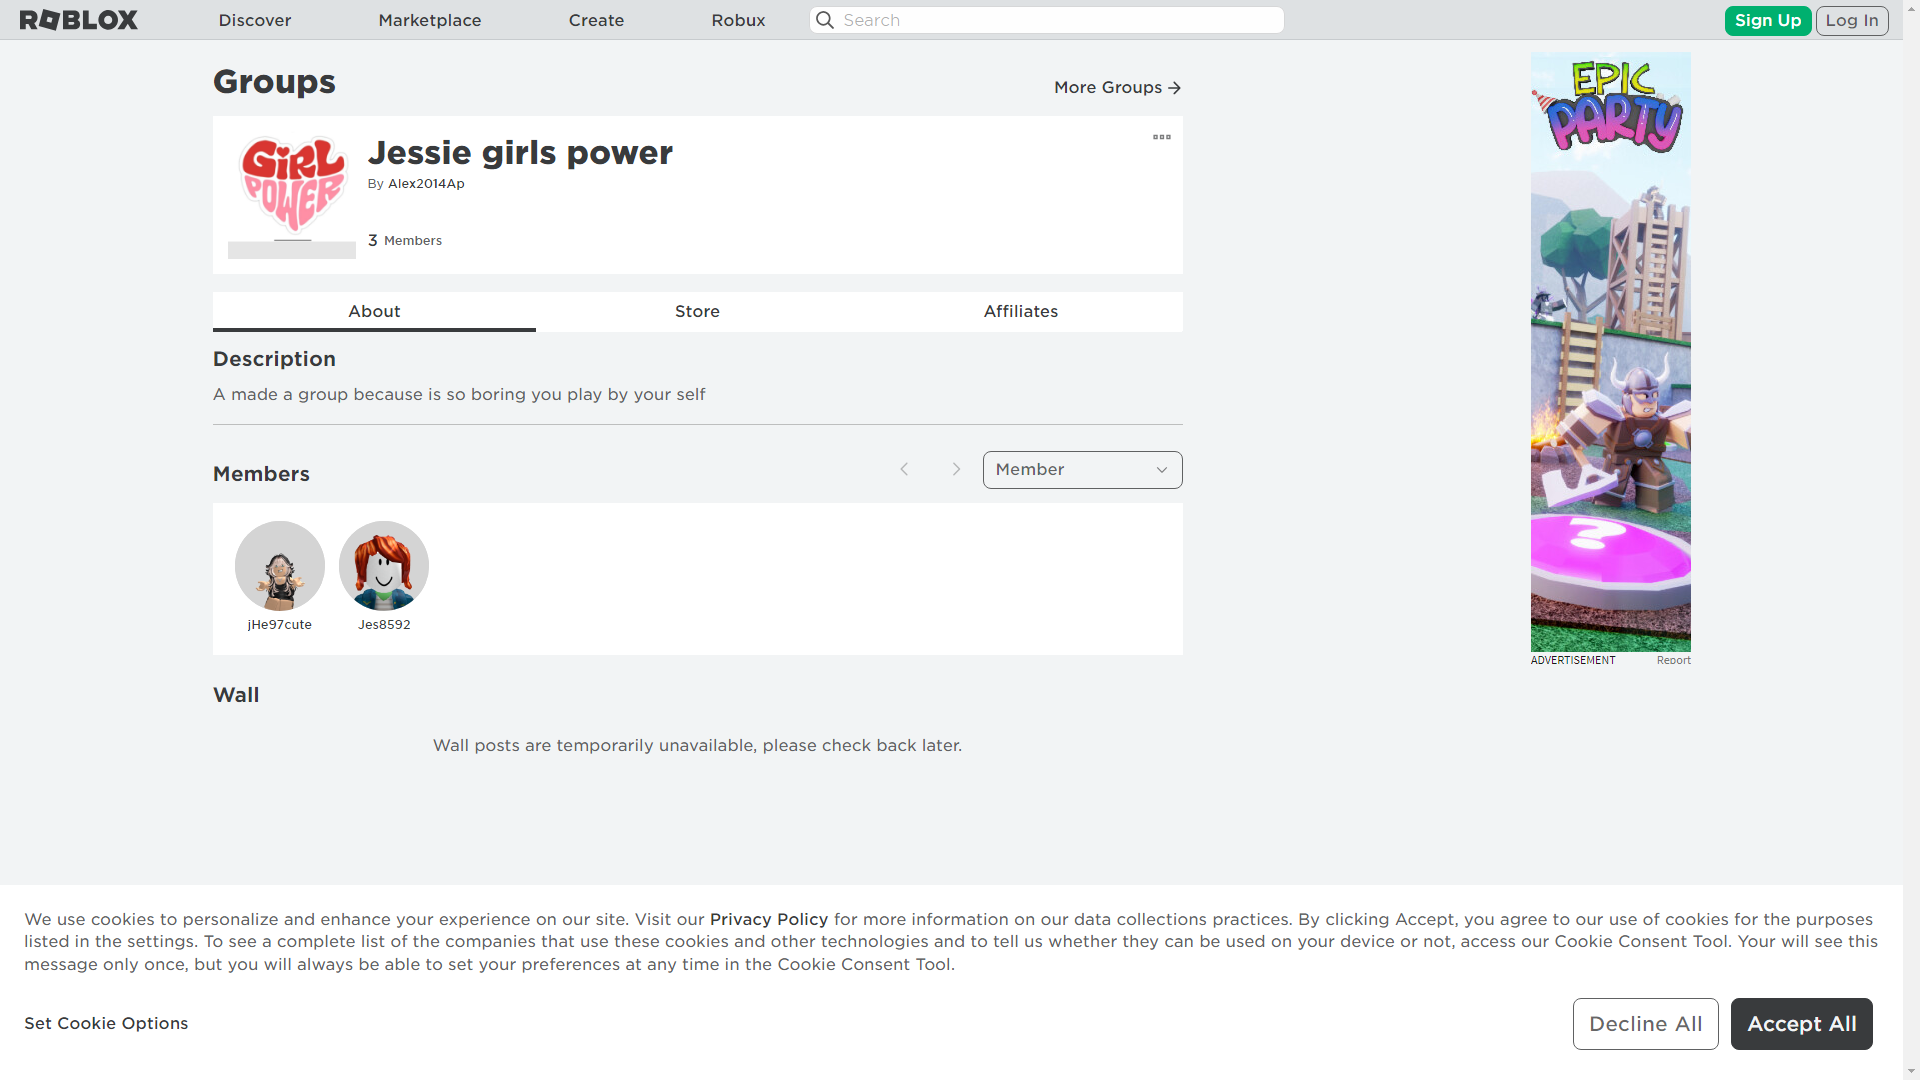 ROBLOX
Discover
Marketplace
Create
Robux
Search
Sign Up
Log In
Groups
More Groups
GIRL
POWER
Jessie girls power
By Alex2014Ap
3 Members
About
Store
Affiliates
Description
A made a group because is so boring you play by your self
Members
Member
jHe97cute
Jes8592
Wall
Wall posts are temporarily unavailable, please check back later.
EPIC
PARTY
?
ADVERTISEMENT
Report
We use cookies to personalize and enhance your experience on our site. Visit our Privacy Policy for more information on our data collections practices. By clicking Accept, you agree to our use of cookies for the purposes
listed in the settings. To see a complete list of the companies that use these cookies and other technologies and to tell us whether they can be used on your device or not, access our Cookie Consent Tool. Your will see this
message only once, but you will always be able to set your preferences at any time in the Cookie Consent Tool.
Set Cookie Options
Decline All
Accept All